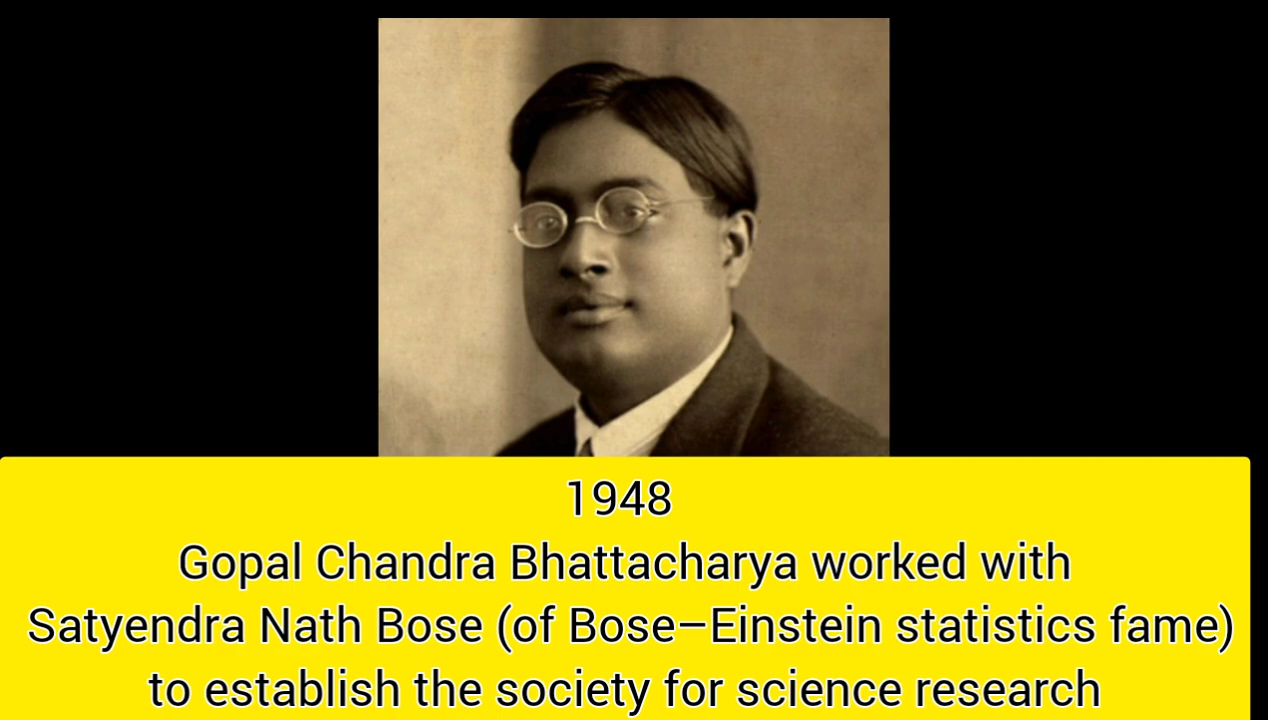 1948
Gopal Chandra Bhattacharya worked with
Satyendra Nath Bose (of Bose–Einstein statistics fame)
to establish the society for science research